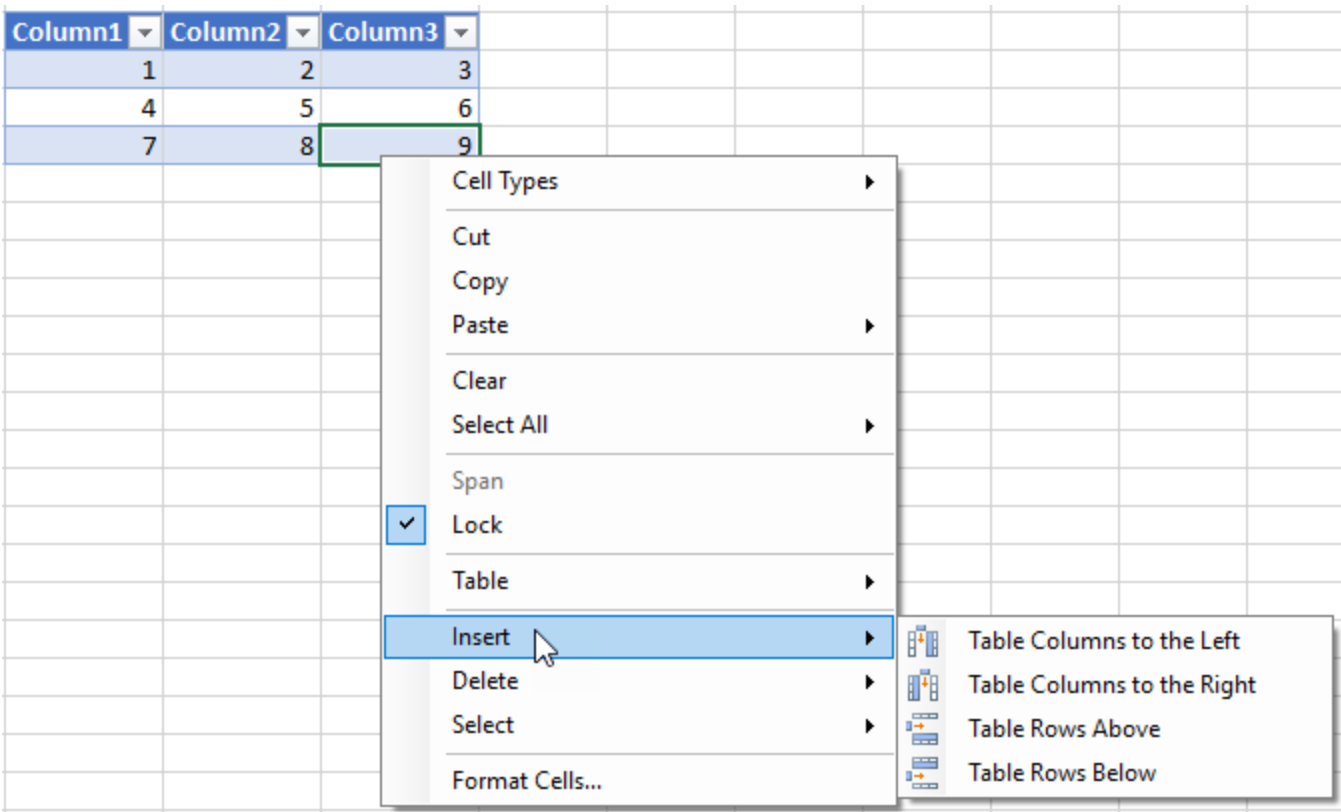 Column1 Column2 Column3
1 2 3
4 5 6
7 8 9
Cell Types
Cut
Copy
Paste
Clear
Select All
Span
Lock
Table
Insert
Delete
Select
Format Cells...
Table Columns to the Left
Table Columns to the Right
Table Rows Above
Table Rows Below